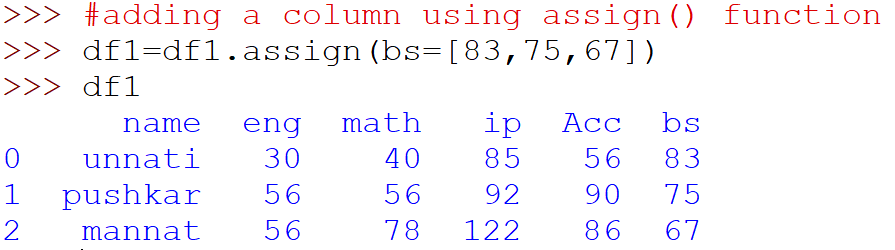 >>> #adding a column using assign() function
>>> df1=df1.assign(bs=[83,75,67])
>>> df1
      name  eng  math   ip  Acc  bs
0   unnati   30    40   85   56  83
1  pushkar   56    56   92   90  75
2   mannat   56    78  122   86  67